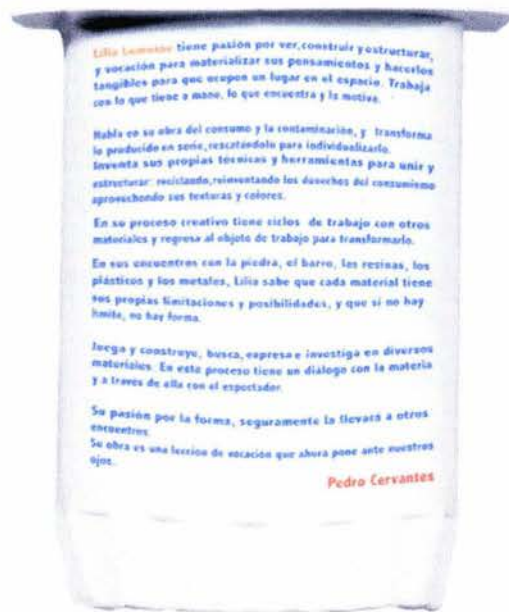 Lilia tiene pasión por ver, construir y estructurar,
y vocación para materializar sus pensamientos y hacerlos
tangibles para que ocupen un lugar en el espacio. Trabaja
con lo que tiene a mano, lo que encuentra y la motiva.
Habla en su obra del consumo y la contaminación, y transforma
lo producido en serie, rescatándolo para individualizarlo.
Inventa sus propias técnicas y herramientas para unir y
estructurar: reciclando, reinventando los desechos del consumismo
aprovechando sus texturas y colores.
En su proceso creativo tiene ciclos de trabajo con otros
materiales y regresa al objeto de trabajo para transformarlo.
En sus encuentros con la piedra, el barro, las resinas, los
plásticos y los metales, Lilia sabe que cada material tiene
sus propias limitaciones y posibilidades, y que si no hay
límite, no hay forma.
Juega y construye, busca, expresa e investiga en diversos
materiales. En este proceso tiene un dialogo con la materia
y a través de ella con el espectador.
Su pasión por la forma, seguramente la llevará a otros
encuentros.
Su obra es una lección de vocación que ahora pone ante nuestros
ojos.
Pedro Cervantes